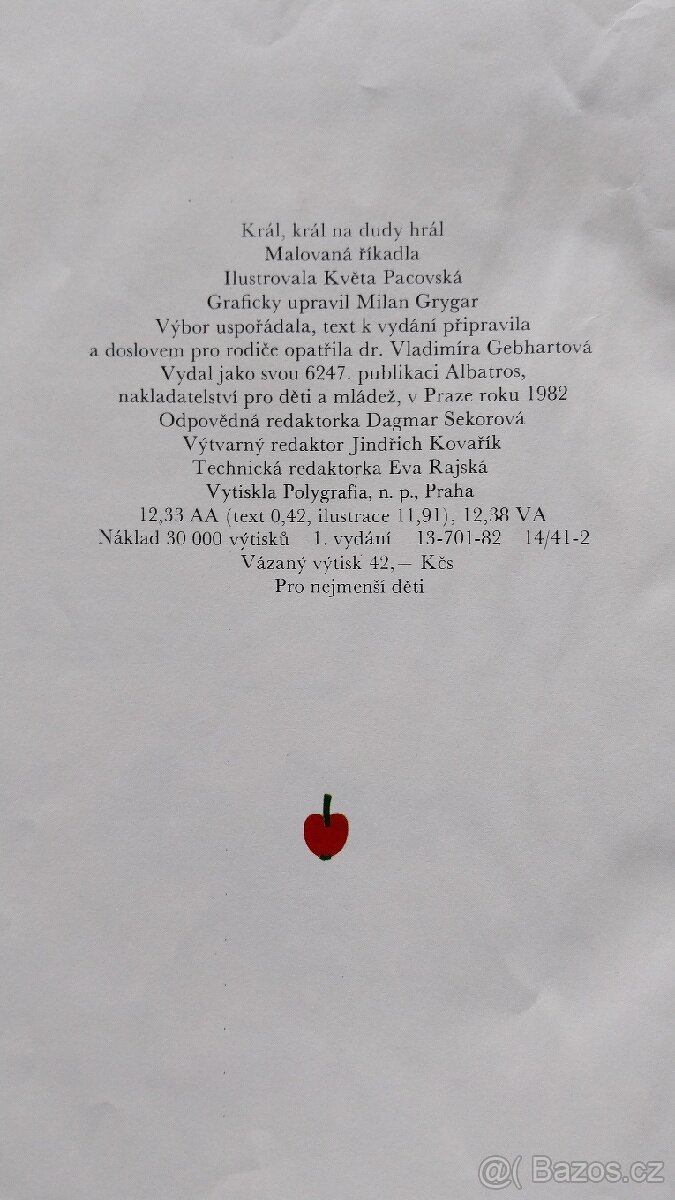 Král, král na dudy hrál
Malovaná říkadla
Ilustrovala Květa Pacovská
Graficky upravil Milan Grygar
Výbor uspořádala, text k vydání připravila
a doslovem pro rodiče opatřila dr. Vladimíra Gebhartová
Vydal jako svou 6247. publikaci Albatros,
nakladatelství pro děti a mládež, v Praze roku 1982
Odpovědná redaktorka Dagmar Sekorová
Výtvarný redaktor Jindřich Kovařík
Technická redaktorka Eva Rajská
Vytiskla Polygrafia, n. p., Praha
12,33 AA (text 0,42, ilustrace 11,91), 12,38 VA
Náklad 30 000 výtisků 1. vydání 13-701-82 14/41-2
Vázaný výtisk 42,— Kčs
Pro nejmenší děti
@( Bazos.cz